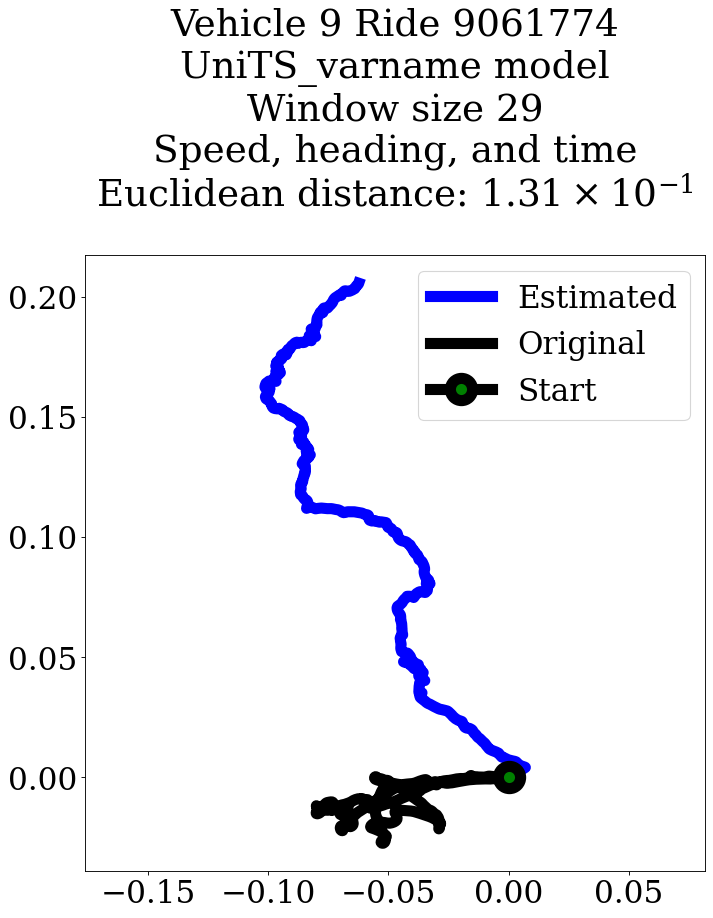 Vehicle 9 Ride 9061774
UniTS_varname model
Window size 29
Speed, heading, and time
Euclidean distance: 1.31 × 10⁻¹
Estimated
Original
Start
0.20
0.15
0.10
0.05
0.00
−0.15
−0.10
−0.05
0.00
0.05